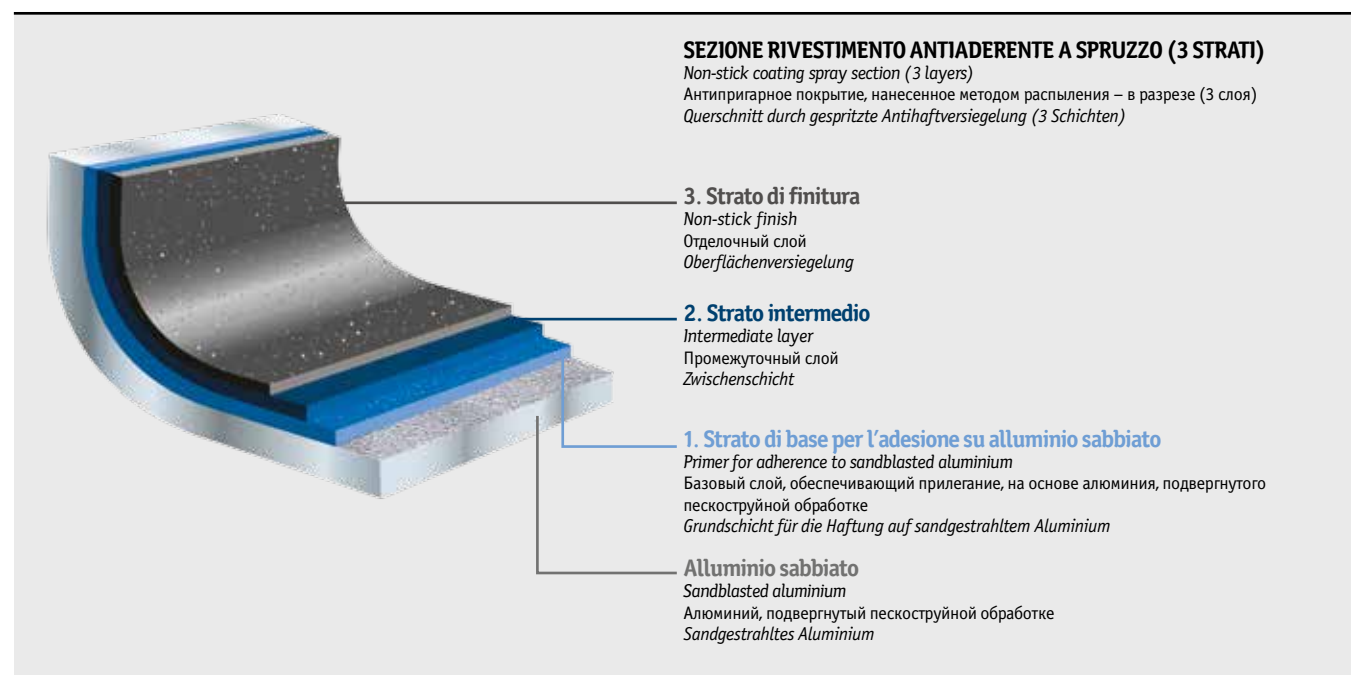 SEZIONE RIVESTIMENTO ANTIADERENTE A SPRUZZO (3 STRATI)
Non-stick coating spray section (3 layers)
Антипригарное покрытие, нанесенное методом распыления – в разрезе (3 слоя)
Querschnitt durch gespritzte Antihaftversiegelung (3 Schichten)
3. Strato di finitura
Non-stick finish
Отделочный слой
Oberflächenversiegelung
2. Strato intermedio
Intermediate layer
Промежуточный слой
Zwischenschicht
1. Strato di base per l'adesione su alluminio sabbiato
Primer for adherence to sandblasted aluminium
Базовый слой, обеспечивающий прилегание, на основе алюминия, подвергнутого
пескоструйной обработке
Grundschicht für die Haftung auf sandgestrahltem Aluminium
Alluminio sabbiato
Sandblasted aluminium
Алюминий, подвергнутый пескоструйной обработке
Sandgestrahltes Aluminium